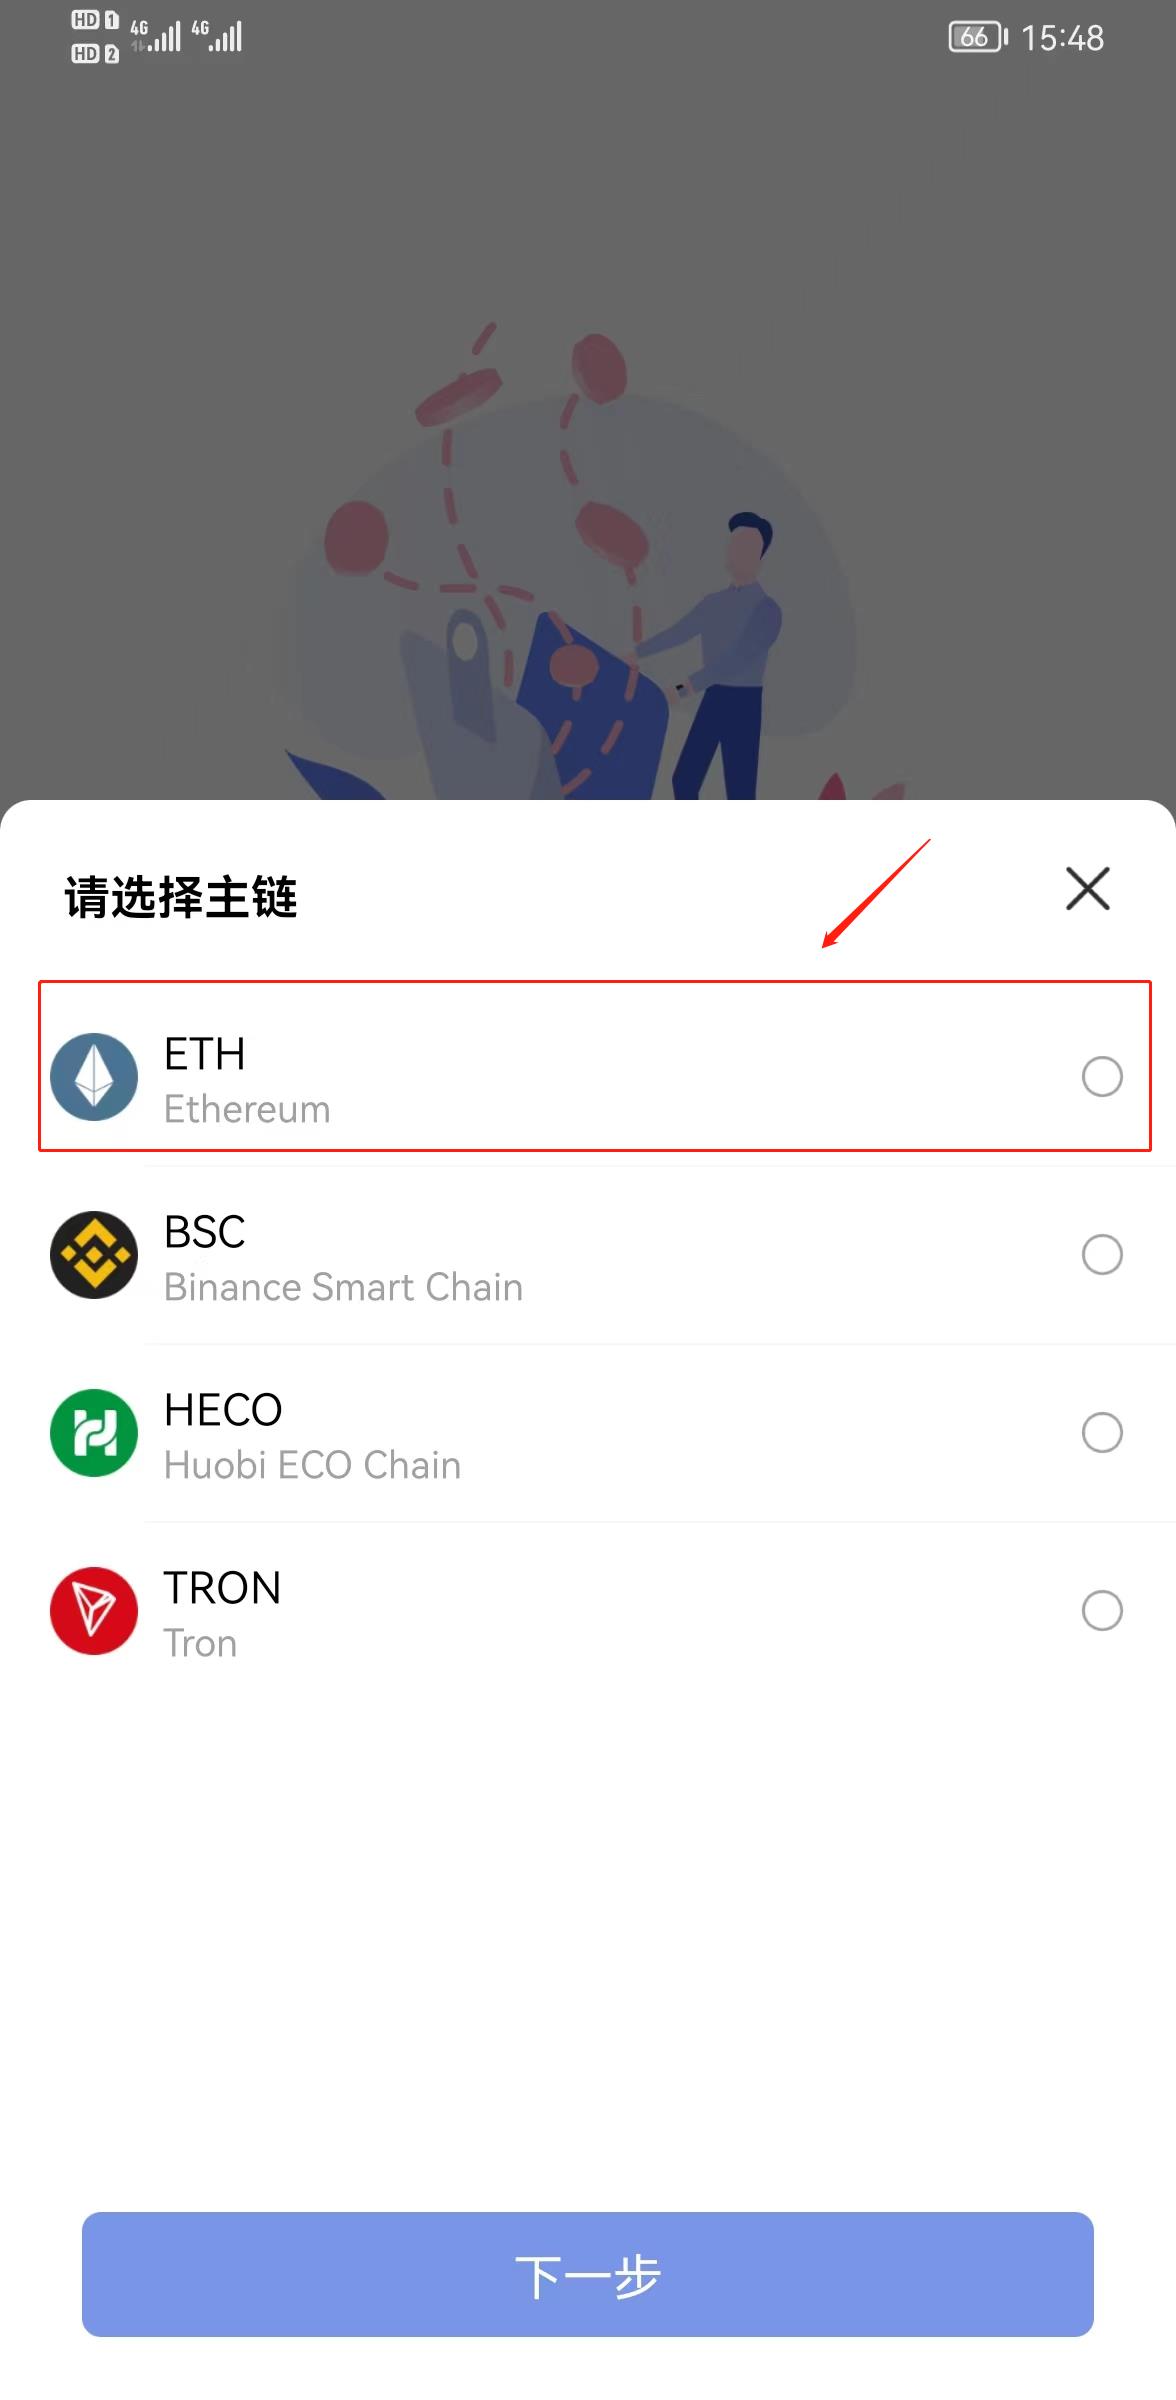 HD 1 4G 4G 66 15:48
HD 2
请选择主链
ETH
Ethereum
BSC
Binance Smart Chain
HECO
Huobi ECO Chain
TRON
Tron
下一步